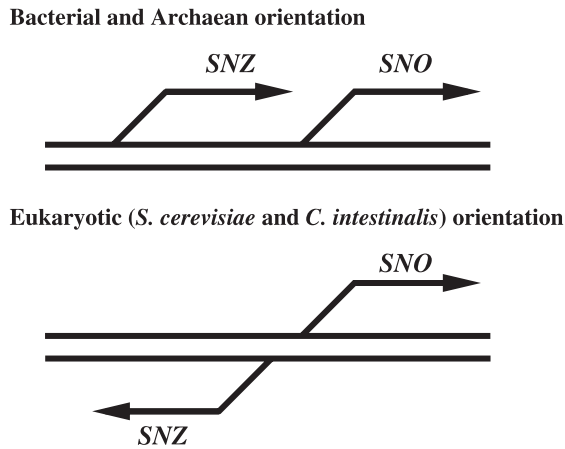 Bacterial and Archaean orientation
SNZ SNO
Eukaryotic (S. cerevisiae and C. intestinalis) orientation
SNO
SNZ